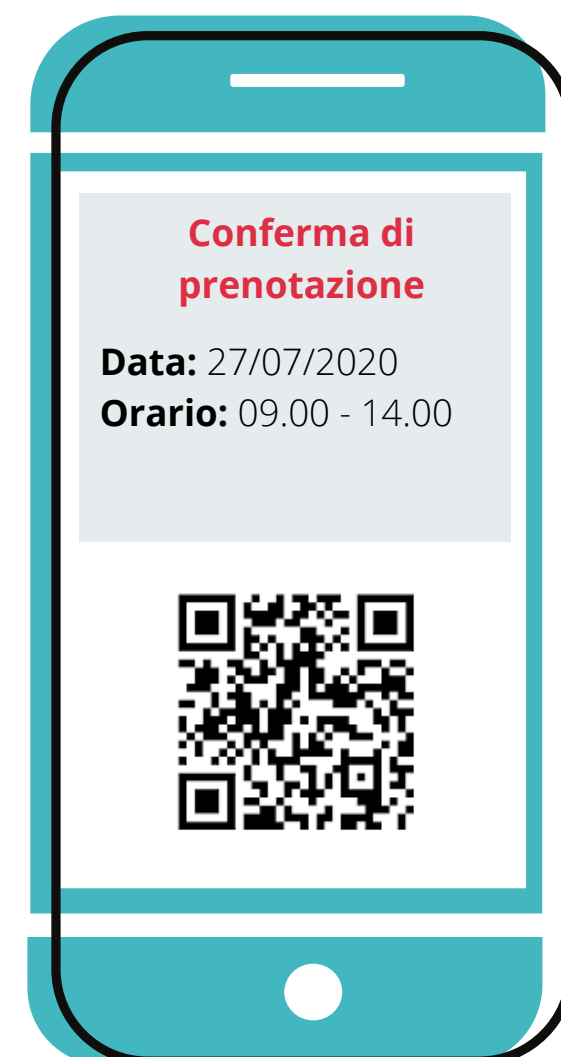 Conferma di
prenotazione
Data: 27/07/2020
Orario: 09.00 - 14.00